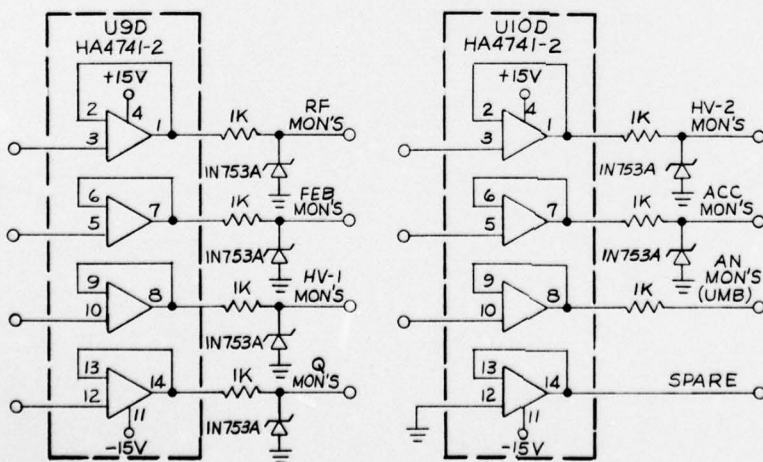 U9D
HA4741-2
+15V
4
2
3
1
1K
RF
MON'S
1N753A
6
5
7
1K
FEB
MON'S
1N753A
9
10
8
1K
HV-1
MON'S
1N753A
13
12
14
11
-15V
1K
Q
MON'S
1N753A
U10D
HA4741-2
+15V
4
2
3
1
1K
HV-2
MON'S
1N753A
6
5
7
1K
ACC
MON'S
1N753A
9
10
8
1K
AN
MON'S
(UMB)
13
12
14
11
-15V
SPARE